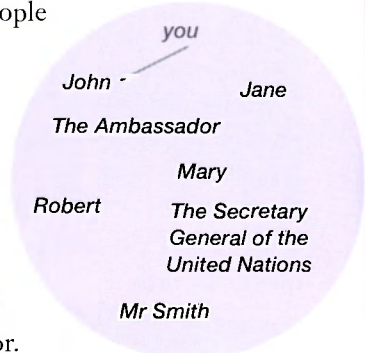 ople
you
John
Jane
The Ambassador
Mary
Robert
The Secretary
General of the
United Nations
Mr Smith
or.